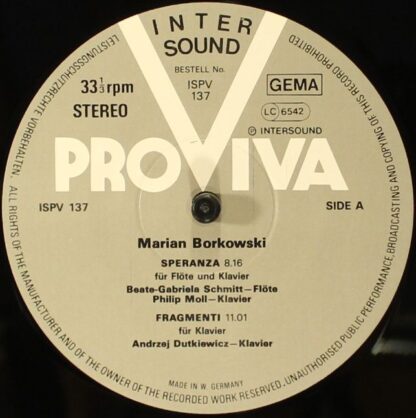 INTER
SOUND
BESTELL No.
ISPV
137
33 1/3 rpm
STEREO
GEMA
LC 6542
℗ INTERSOUND
PROVIVA
ISPV 137
SIDE A
Marian Borkowski
SPERANZA 8.16
für Flöte und Klavier
Beate-Gabriela Schmitt—Flöte
Philip Moll—Klavier
FRAGMENTI 11.01
für Klavier
Andrzej Dutkiewicz—Klavier
MADE IN W. GERMANY
LEISTUNGSSCHUTZRECHTE VORBEHALTEN. ALL RIGHTS OF THE MANUFACTURER AND OF THE OWNER OF THE RECORDED WORK RESERVED. UNAUTHORISED PUBLIC PERFORMANCE, BROADCASTING AND COPYING OF THIS RECORD PROHIBITED